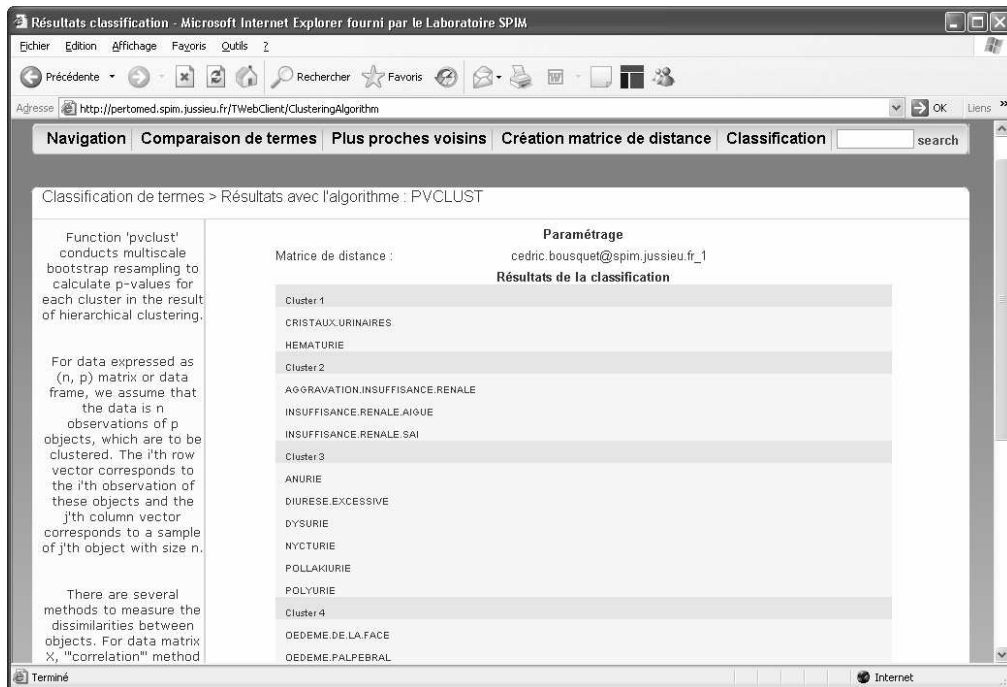 Résultats classification - Microsoft Internet Explorer fourni par le Laboratoire SPIM
Fichier Edition Affichage Favoris Outils ?
Précédente Rechercher Favoris
Adresse http://pertomed.spim.jussieu.fr/TWebClient/ClusteringAlgorithm OK Liens »
Navigation Comparaison de termes Plus proches voisins Création matrice de distance Classification search
Classification de termes > Résultats avec l'algorithme : PVCLUST
Function 'pvclust'
conducts multiscale
bootstrap resampling to
calculate p-values for
each cluster in the result
of hierarchical clustering.
For data expressed as
(n, p) matrix or data
frame, we assume that
the data is n
observations of p
objects, which are to be
clustered. The i'th row
vector corresponds to
the i'th observation of
these objects and the
j'th column vector
corresponds to a sample
of j'th object with size n.
There are several
methods to measure the
dissimilarities between
objects. For data matrix
X, '"correlation"' method
Paramétrage
Matrice de distance : cedric.bousquet@spim.jussieu.fr_1
Résultats de la classification
Cluster 1
CRISTAUX.URINAIRES
HEMATURIE
Cluster 2
AGGRAVATION.INSUFFISANCE.RENALE
INSUFFISANCE.RENALE.AIGUE
INSUFFISANCE.RENALE.SAI
Cluster 3
ANURIE
DIURESE.EXCESSIVE
DYSURIE
NYCTURIE
POLLAKIURIE
POLYURIE
Cluster 4
OEDEME.DE.LA.FACE
OEDEME.PALPEBRAL
Terminé Internet